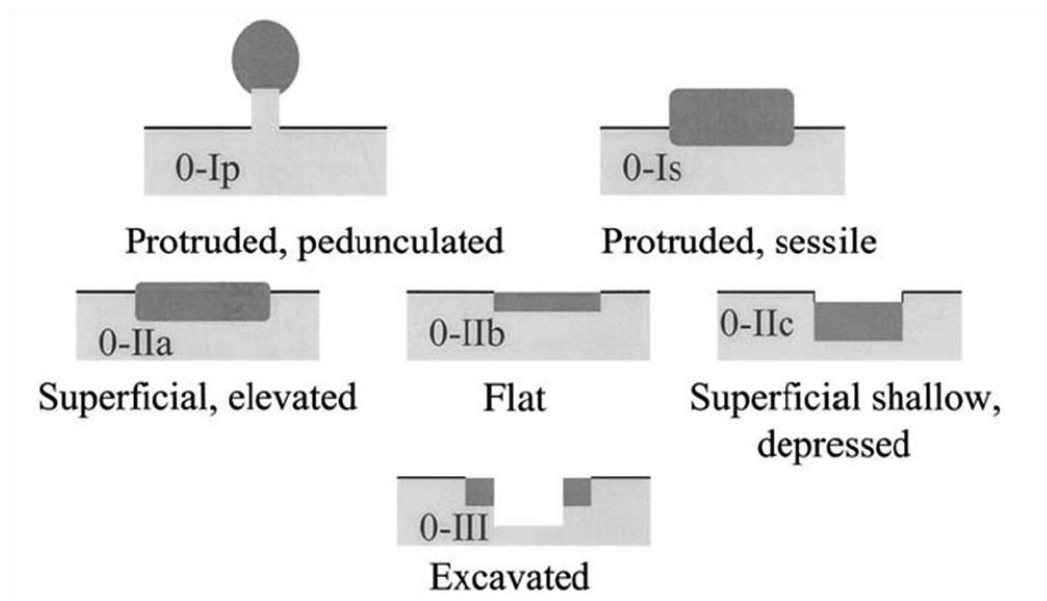 0-Ip
0-Is
Protruded, pedunculated
Protruded, sessile
0-IIa
0-IIb
0-IIc
Superficial, elevated
Flat
Superficial shallow,
depressed
0-III
Excavated